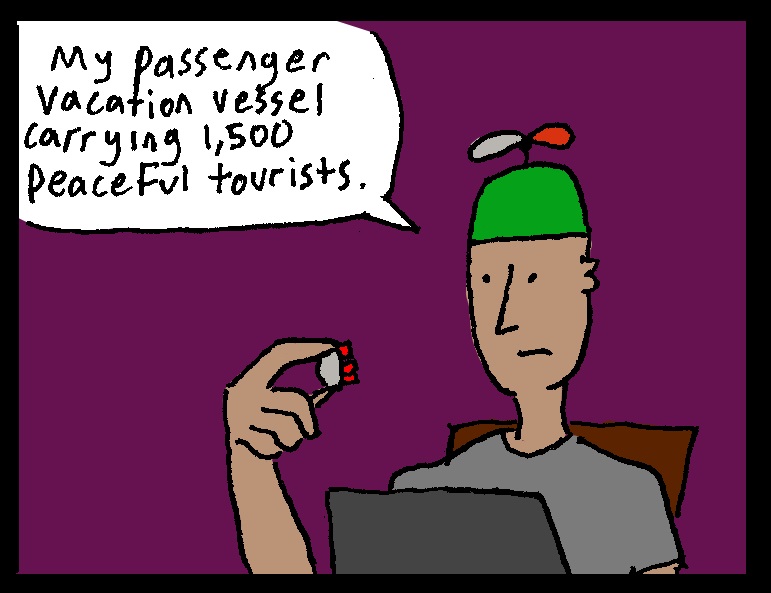 My passenger
vacation vessel
carrying 1,500
peaceful tourists.